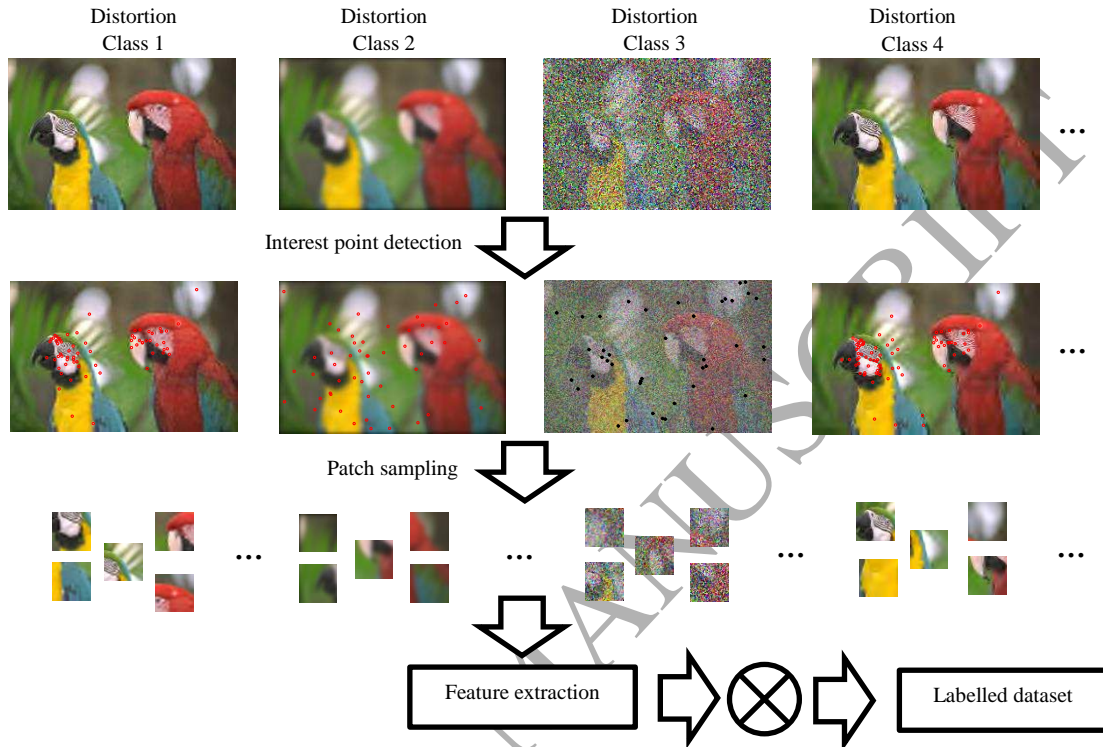 Distortion
Class 1
Distortion
Class 2
Distortion
Class 3
Distortion
Class 4
...
Interest point detection
...
Patch sampling
...
...
...
...
Feature extraction
Labelled dataset
MANUSCRIPT